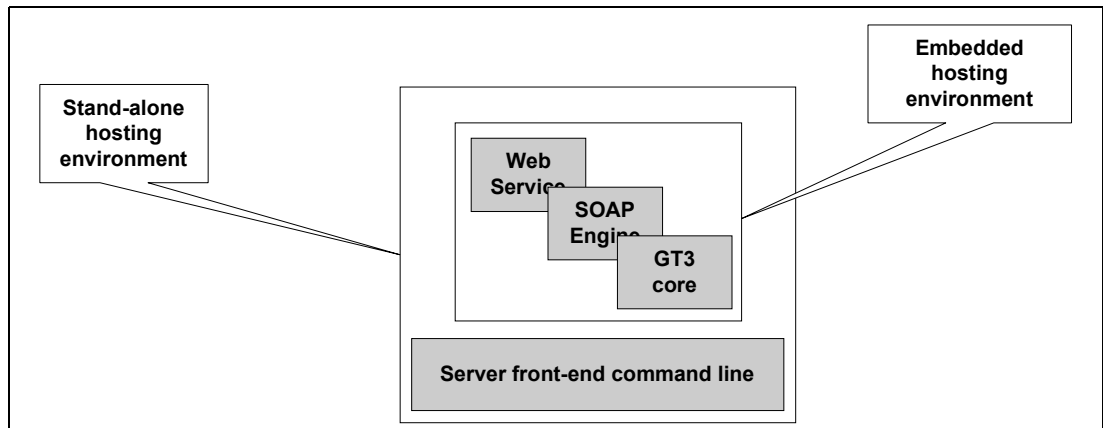 Stand-alone
hosting
environment
Embedded
hosting
environment
Web
Service
SOAP
Engine
GT3
core
Server front-end command line